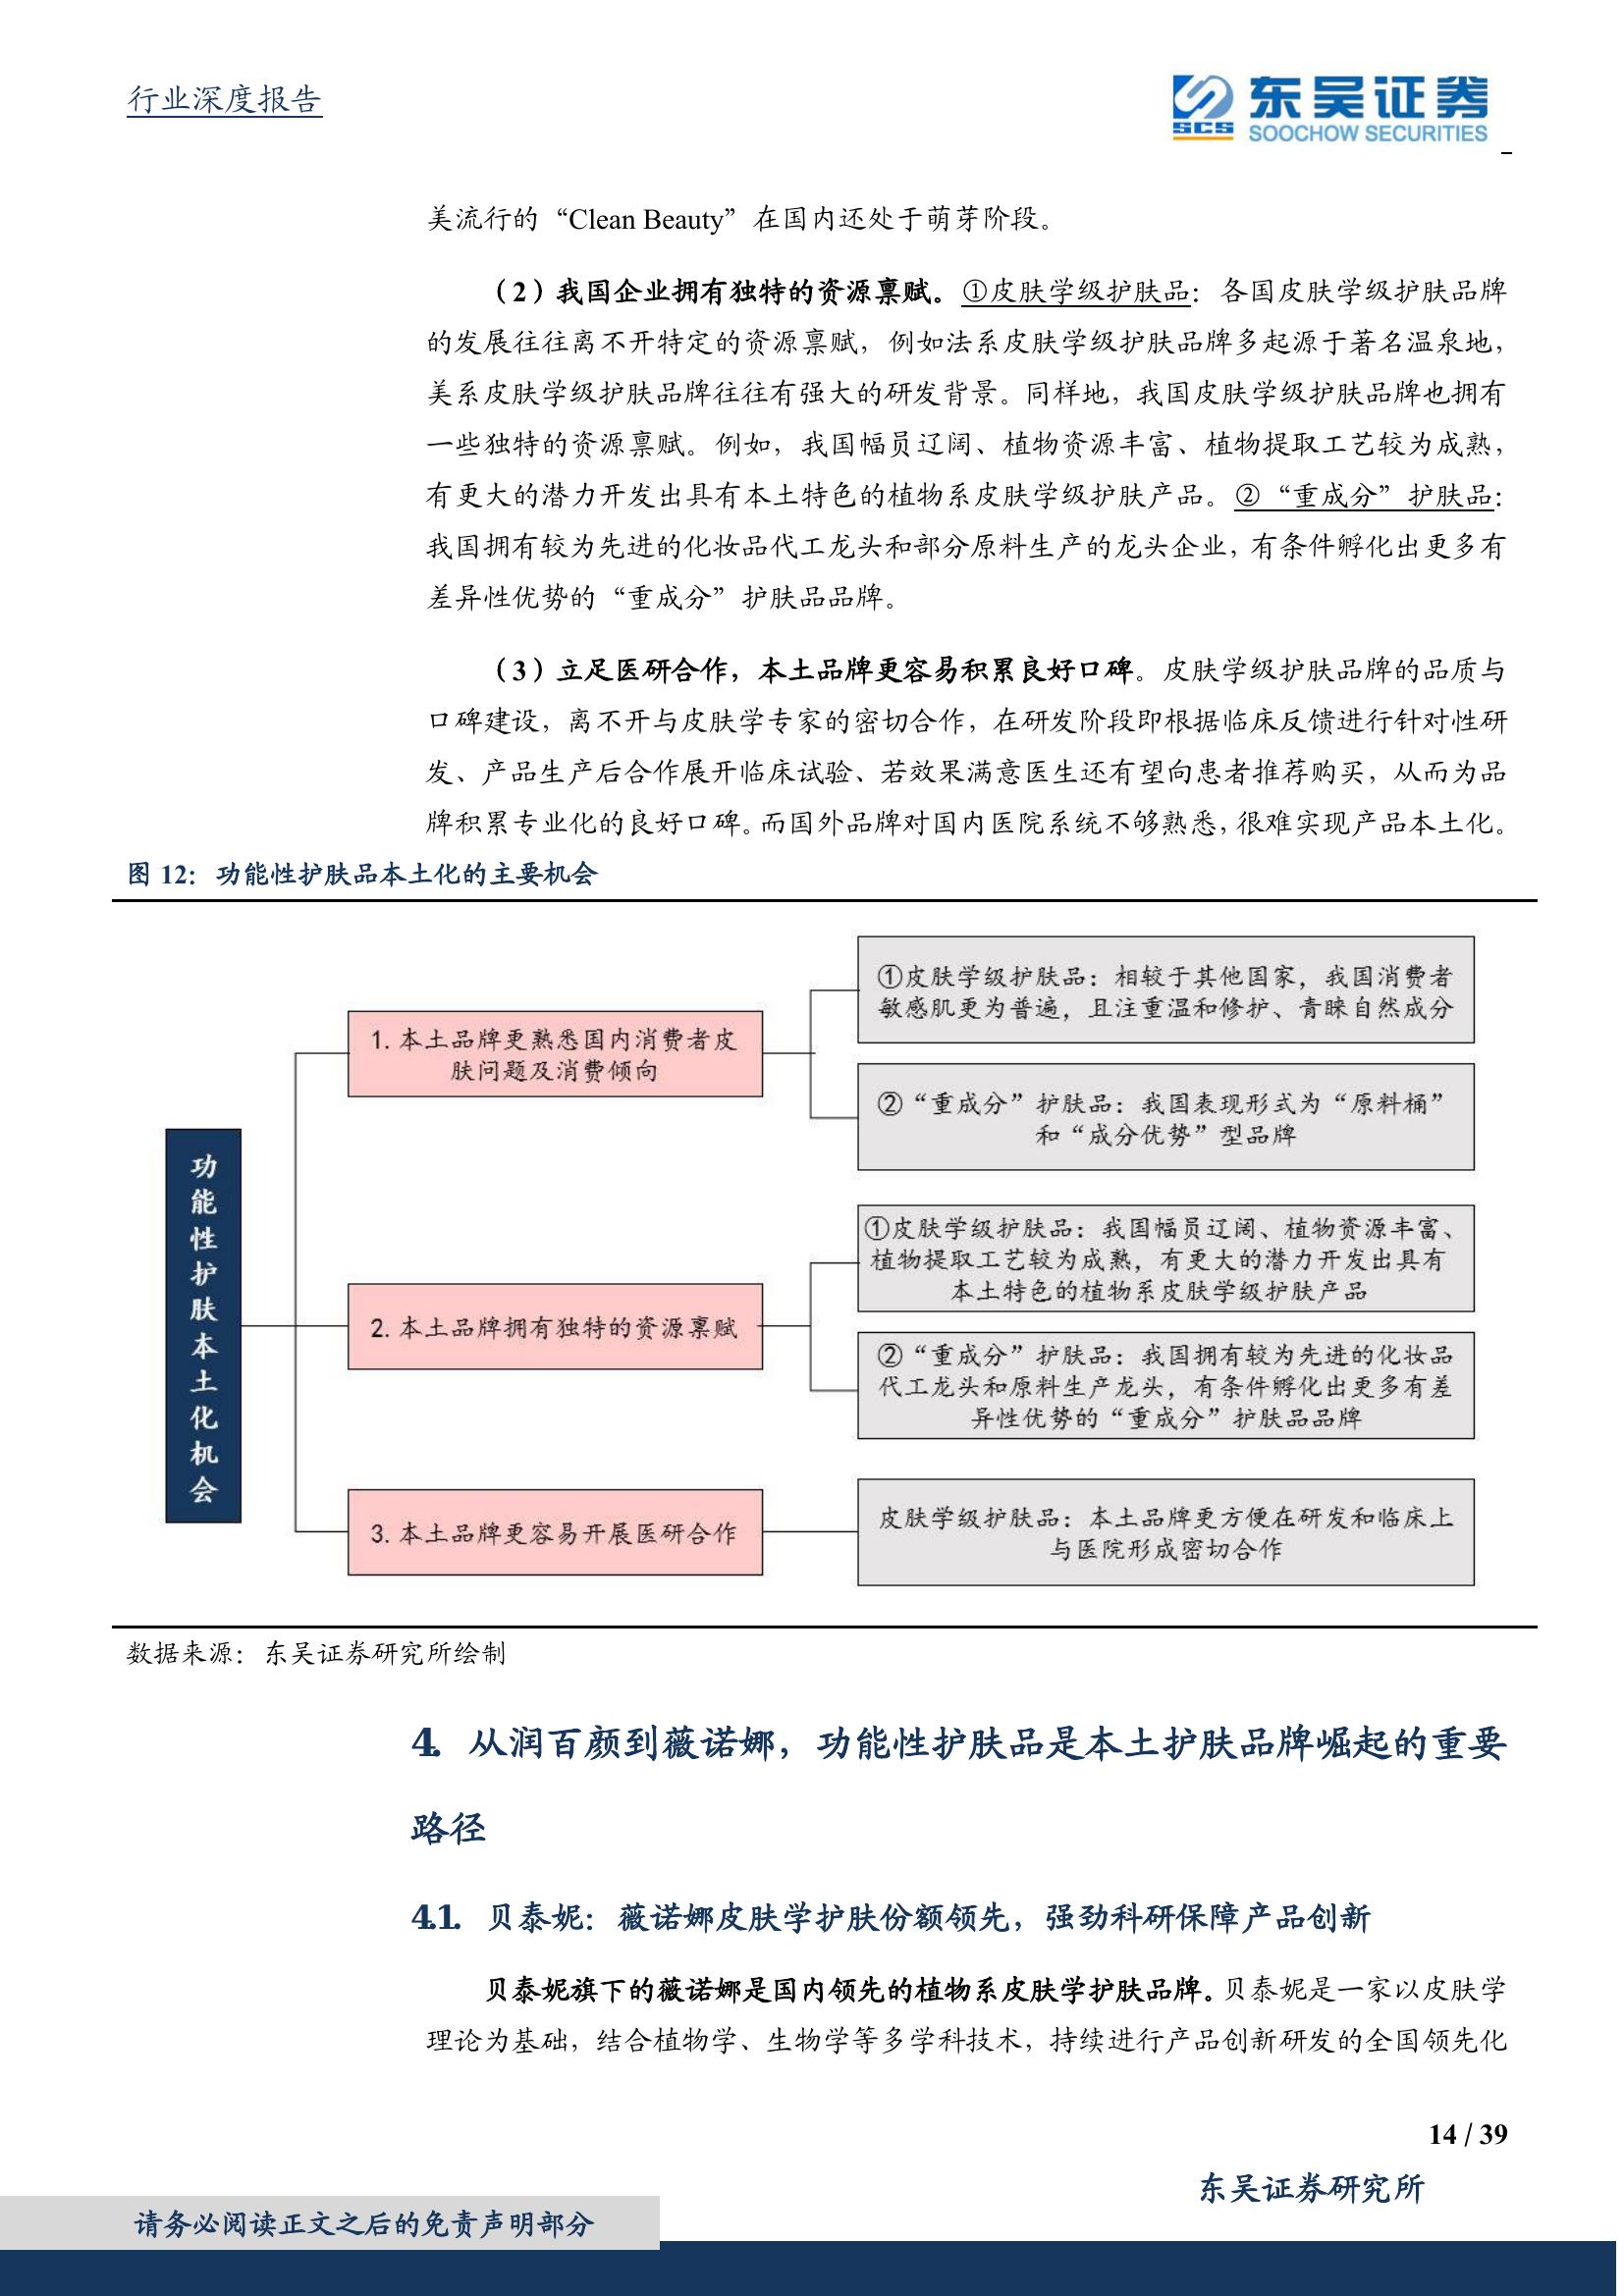 行业深度报告
东吴证券
SCS
SOOCHOW SECURITIES
美流行的“Clean Beauty”在国内还处于萌芽阶段。
（2）我国企业拥有独特的资源禀赋。①皮肤学级护肤品：各国皮肤学级护肤品牌
的发展往往离不开特定的资源禀赋，例如法系皮肤学级护肤品牌多起源于著名温泉地，
美系皮肤学级护肤品牌往往有强大的研发背景。同样地，我国皮肤学级护肤品牌也拥有
一些独特的资源禀赋。例如，我国幅员辽阔、植物资源丰富、植物提取工艺较为成熟，
有更大的潜力开发出具有本土特色的植物系皮肤学级护肤产品。②“重成分”护肤品：
我国拥有较为先进的化妆品代工龙头和部分原料生产的龙头企业，有条件孵化出更多有
差异性优势的“重成分”护肤品品牌。
（3）立足医研合作，本土品牌更容易积累良好口碑。皮肤学级护肤品牌的品质与
口碑建设，离不开与皮肤学专家的密切合作，在研发阶段即根据临床反馈进行针对性研
发、产品生产后合作展开临床试验、若效果满意医生还有望向患者推荐购买，从而为品
牌积累专业化的良好口碑。而国外品牌对国内医院系统不够熟悉，很难实现产品本土化。
图 12：功能性护肤品本土化的主要机会
功能性护肤本土化机会
1.本土品牌更熟悉国内消费者皮
肤问题及消费倾向
①皮肤学级护肤品：相较于其他国家，我国消费者
敏感肌更为普遍，且注重温和修护、青睐自然成分
②“重成分”护肤品：我国表现形式为“原料桶”
和“成分优势”型品牌
2.本土品牌拥有独特的资源禀赋
①皮肤学级护肤品：我国幅员辽阔、植物资源丰富、
植物提取工艺较为成熟，有更大的潜力开发出具有
本土特色的植物系皮肤学级护肤产品
②“重成分”护肤品：我国拥有较为先进的化妆品
代工龙头和原料生产龙头，有条件孵化出更多有差
异性优势的“重成分”护肤品品牌
3.本土品牌更容易开展医研合作
皮肤学级护肤品：本土品牌更方便在研发和临床上
与医院形成密切合作
数据来源：东吴证券研究所绘制
4. 从润百颜到薇诺娜，功能性护肤品是本土护肤品牌崛起的重要
路径
4.1. 贝泰妮：薇诺娜皮肤学护肤份额领先，强劲科研保障产品创新
贝泰妮旗下的薇诺娜是国内领先的植物系皮肤学护肤品牌。贝泰妮是一家以皮肤学
理论为基础，结合植物学、生物学等多学科技术，持续进行产品创新研发的全国领先化
14 / 39
东吴证券研究所
请务必阅读正文之后的免责声明部分